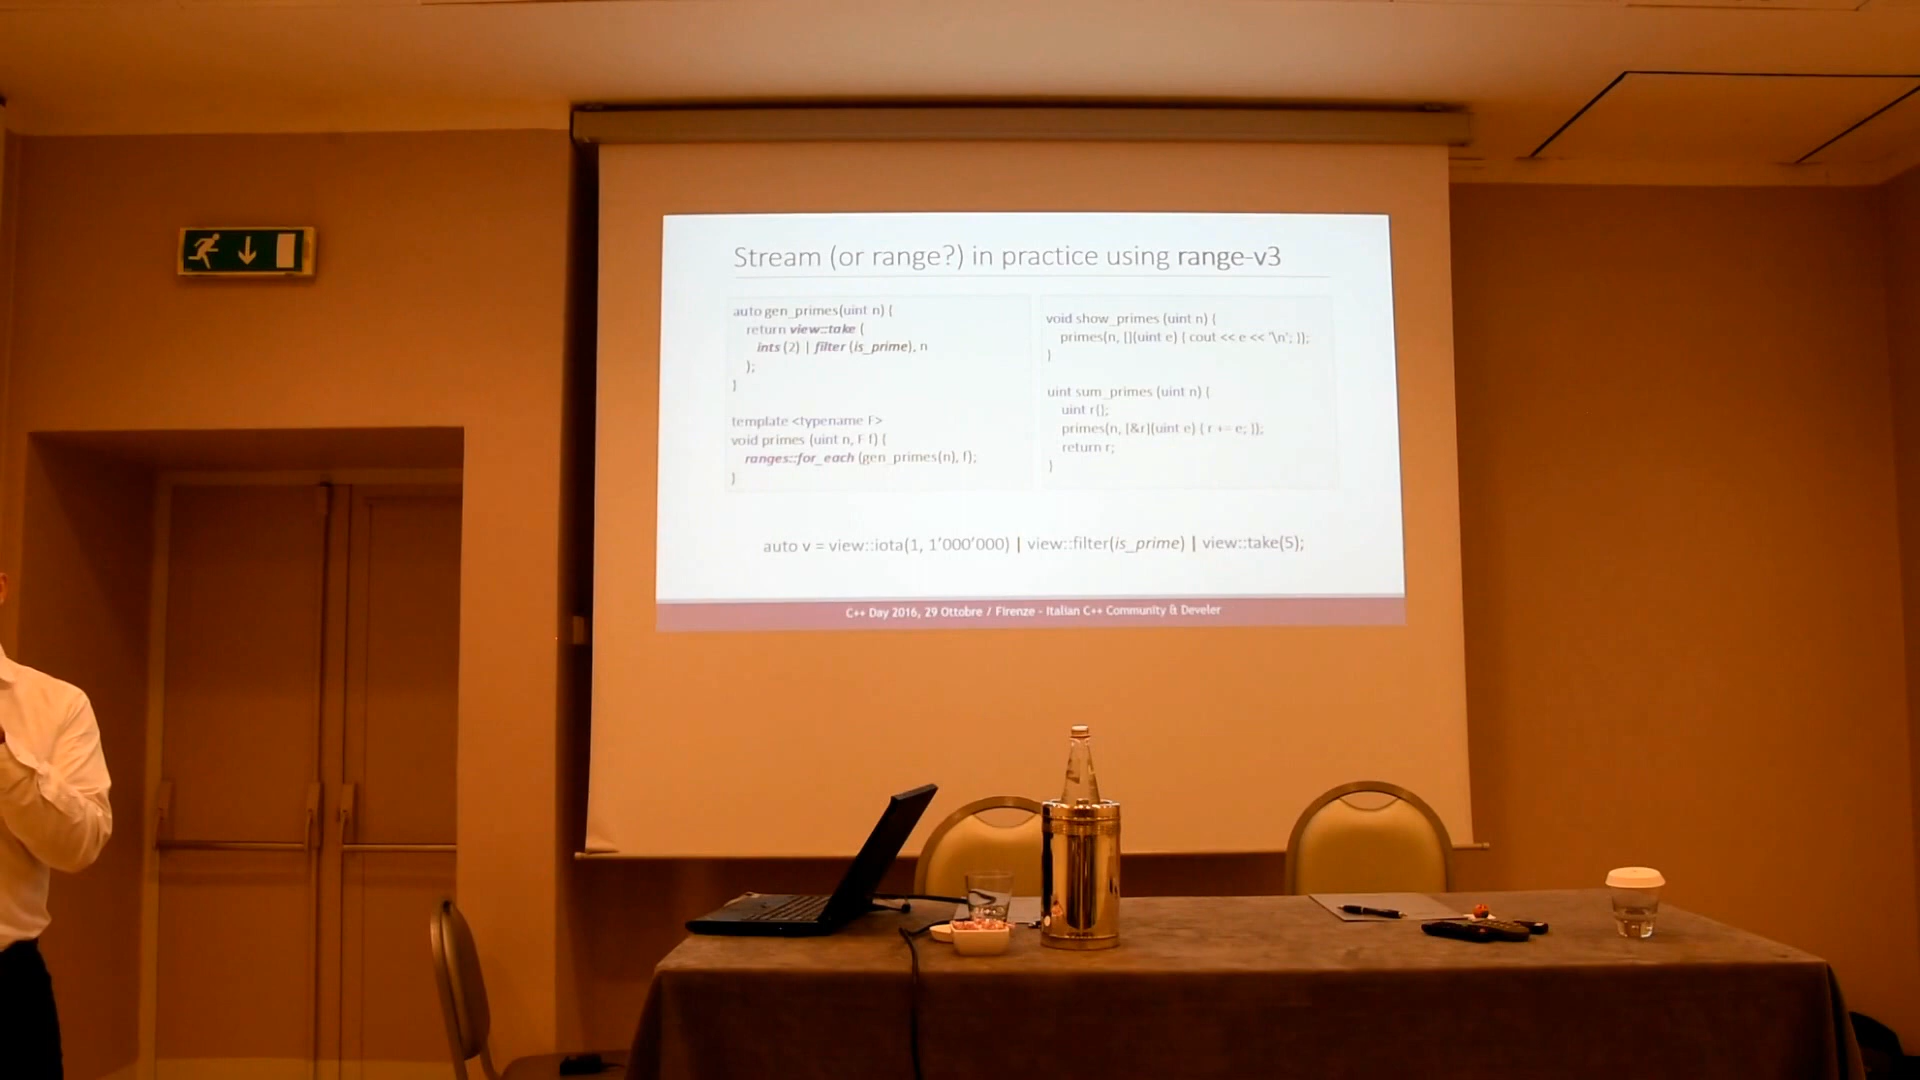 Stream (or range?) in practice using range-v3
auto gen_primes(uint n) {
return view::take (
ints (2) | filter (is_prime), n
);
}
template <typename F>
void primes (uint n, F f) {
ranges::for_each (gen_primes(n), f);
}
void show_primes (uint n) {
primes(n, [](uint e) { cout << e << '\n'; });
}
uint sum_primes (uint n) {
uint r{};
primes(n, [&r](uint e) { r += e; });
return r;
}
auto v = view::iota(1, 1'000'000) | view::filter(is_prime) | view::take(5);
C++ Day 2016, 29 Ottobre / Firenze - Italian C++ Community & Develer